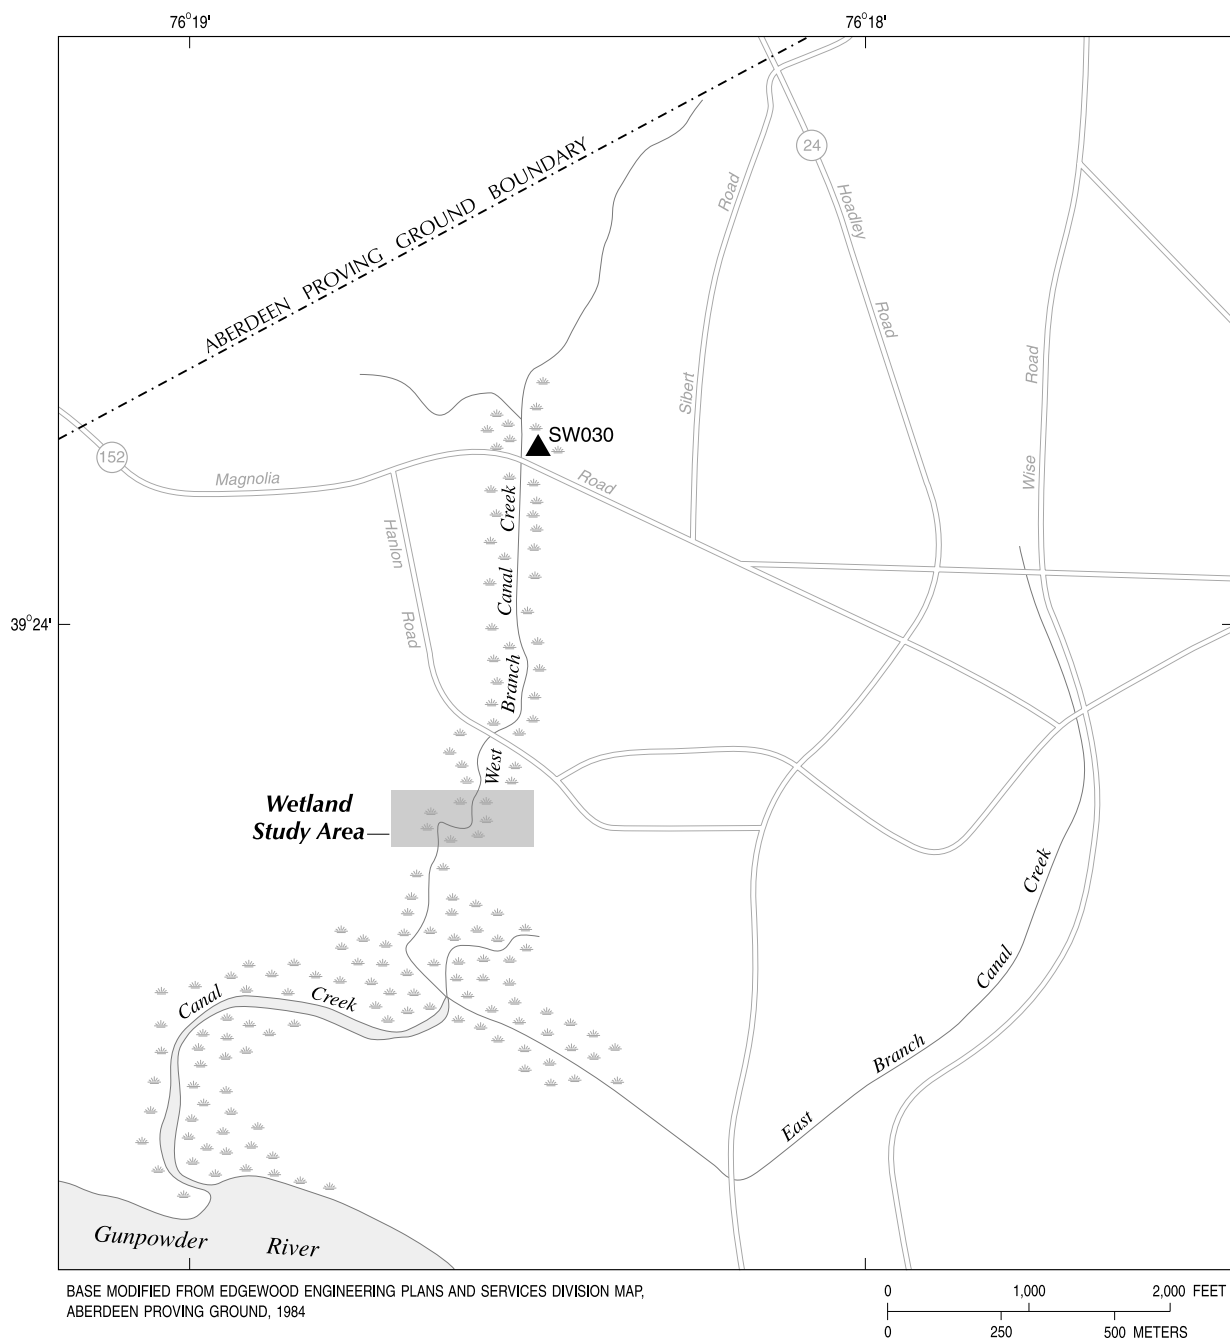 76°19'
76°18'
24
ABERDEEN PROVING GROUND BOUNDARY
Road
Hoadley
Road
Sibert
Road
Wise
SW030
152
Magnolia
Road
Hanlon
Road
Creek
Canal
Branch
West
39°24'
Wetland
Study Area
Creek
Canal
Branch
East
Canal
Creek
Gunpowder River
BASE MODIFIED FROM EDGEWOOD ENGINEERING PLANS AND SERVICES DIVISION MAP,
ABERDEEN PROVING GROUND, 1984
0 1,000 2,000 FEET
0 250 500 METERS